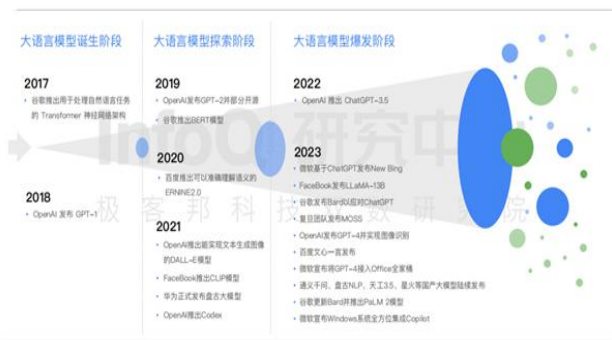 大语言模型诞生阶段
2017
• 谷歌推出用于处理自然语言任务
的 Transformer 神经网络架构
2018
• OpenAI 发布 GPT-1
大语言模型探索阶段
2019
• OpenAI发布GPT-2并部分开源
• 谷歌推出BERT模型
2020
• 百度推出可以准确理解语义的
ERNINE2.0
2021
• OpenAI推出能实现文本生成图像
的DALL-E模型
• FaceBook推出CLIP模型
• 华为正式发布盘古大模型
• OpenAI推出Codex
大语言模型爆发阶段
2022
• OpenAI 推出 ChatGPT-3.5
2023
• 微软基于ChatGPT发布New Bing
• FaceBook发布LLaMA-13B
• 谷歌发布Bard以应对ChatGPT
• 复旦团队发布MOSS
• OpenAI发布GPT-4并实现图像识别
• 百度文心一言发布
• 微软宣布将GPT-4接入Office全家桶
• 通义千问、盘古NLP、天工3.5、星火等国产大模型陆续发布
• 谷歌更新Bard并推出PaLM 2模型
• 微软宣布Windows系统全方位集成Copilot
InfoQ 研究中
极客邦科技 数研究院